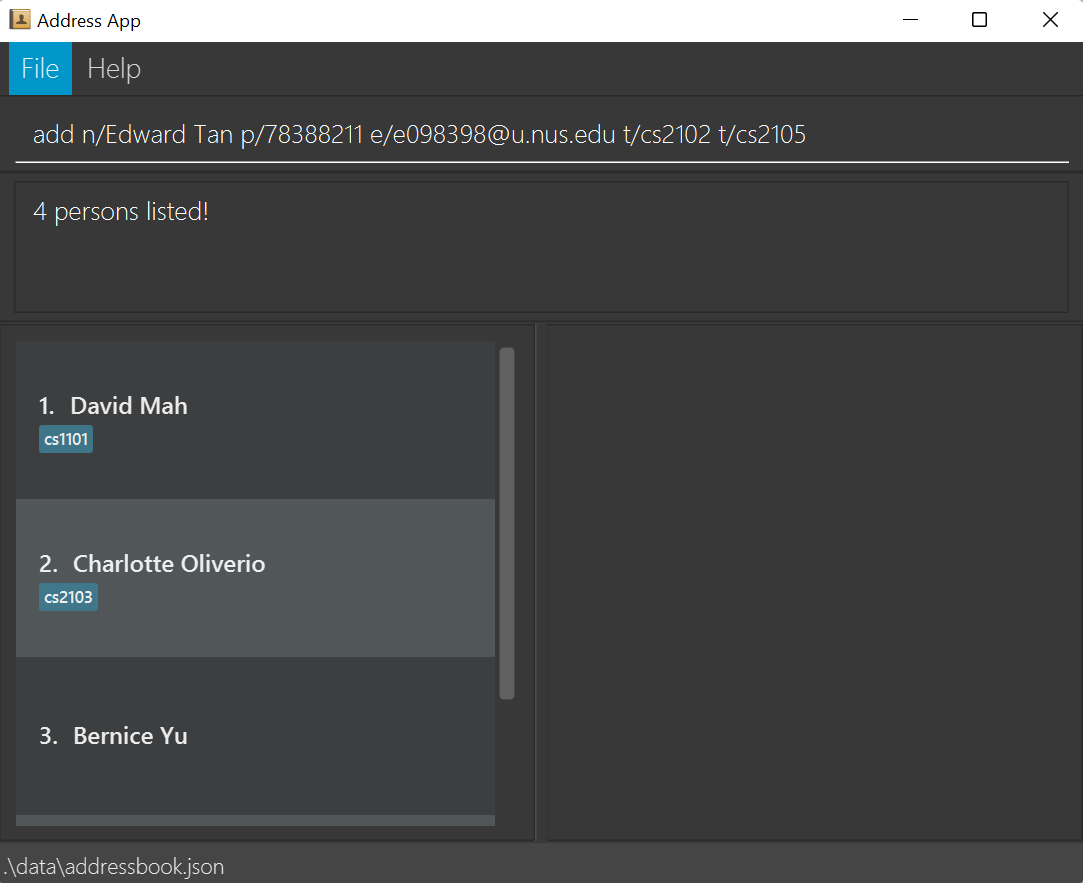 Address App
File Help
add n/Edward Tan p/78388211 e/e098398@u.nus.edu t/cs2102 t/cs2105
4 persons listed!
1. David Mah
cs1101
2. Charlotte Oliverio
cs2103
3. Bernice Yu
.\data\addressbook.json